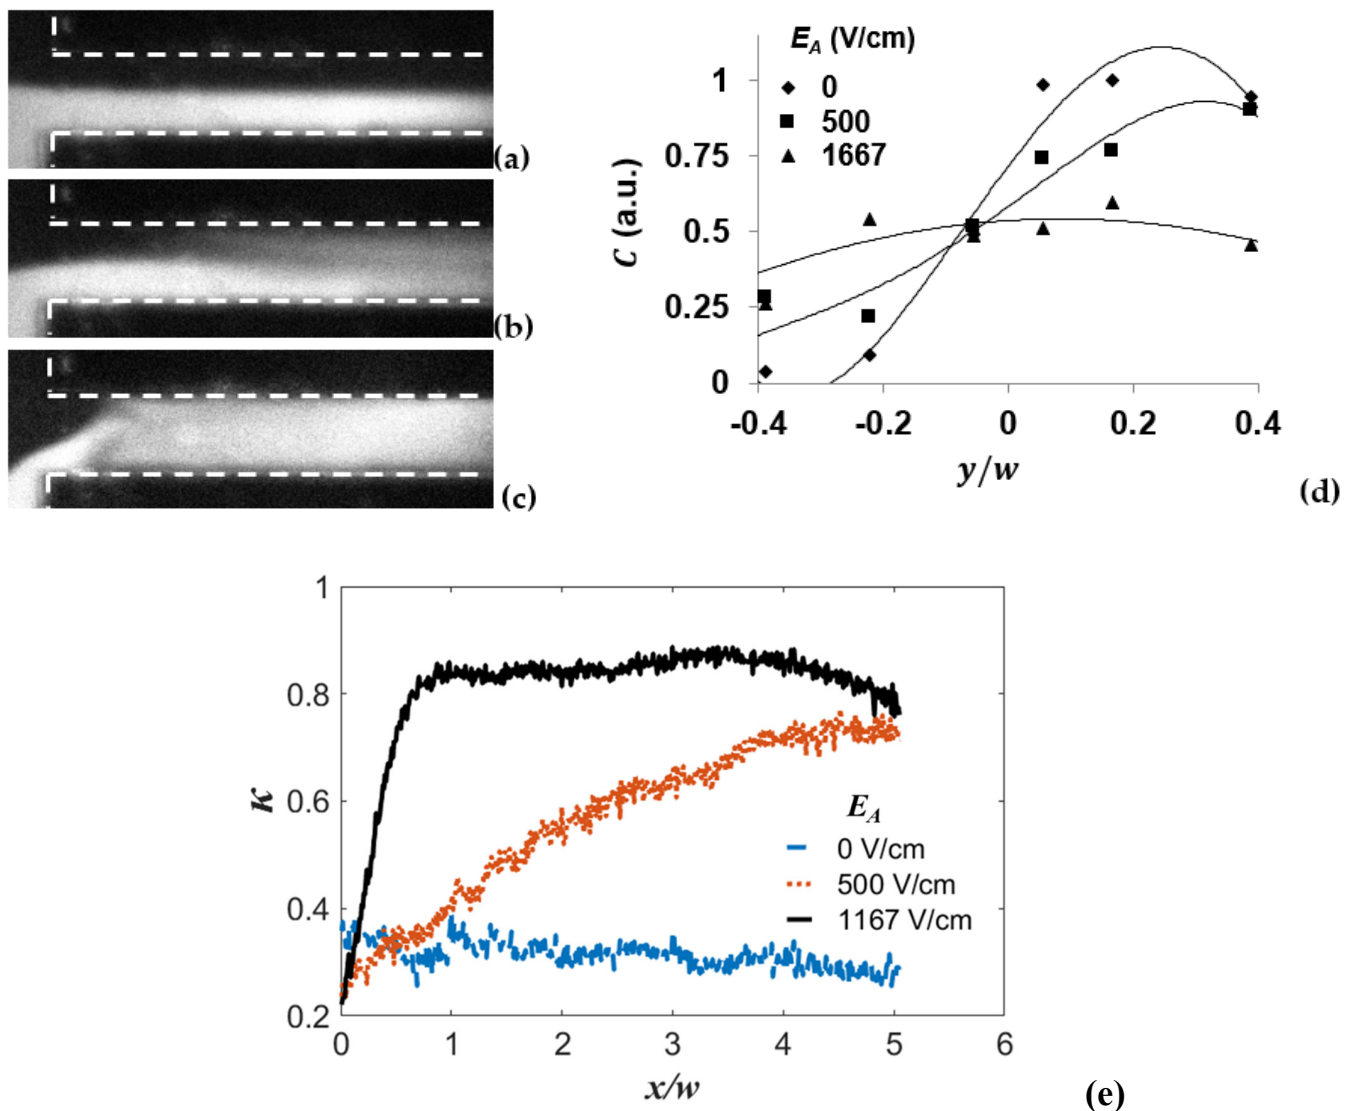 (a)
(b)
(c)
E_A (V/cm)
0
500
1667
1
0.75
0.5
0.25
0
C (a.u.)
-0.4 -0.2 0 0.2 0.4
y/w
(d)
1
0.8
0.6
0.4
0.2
κ
E_A
0 V/cm
500 V/cm
1167 V/cm
0 1 2 3 4 5 6
x/w
(e)